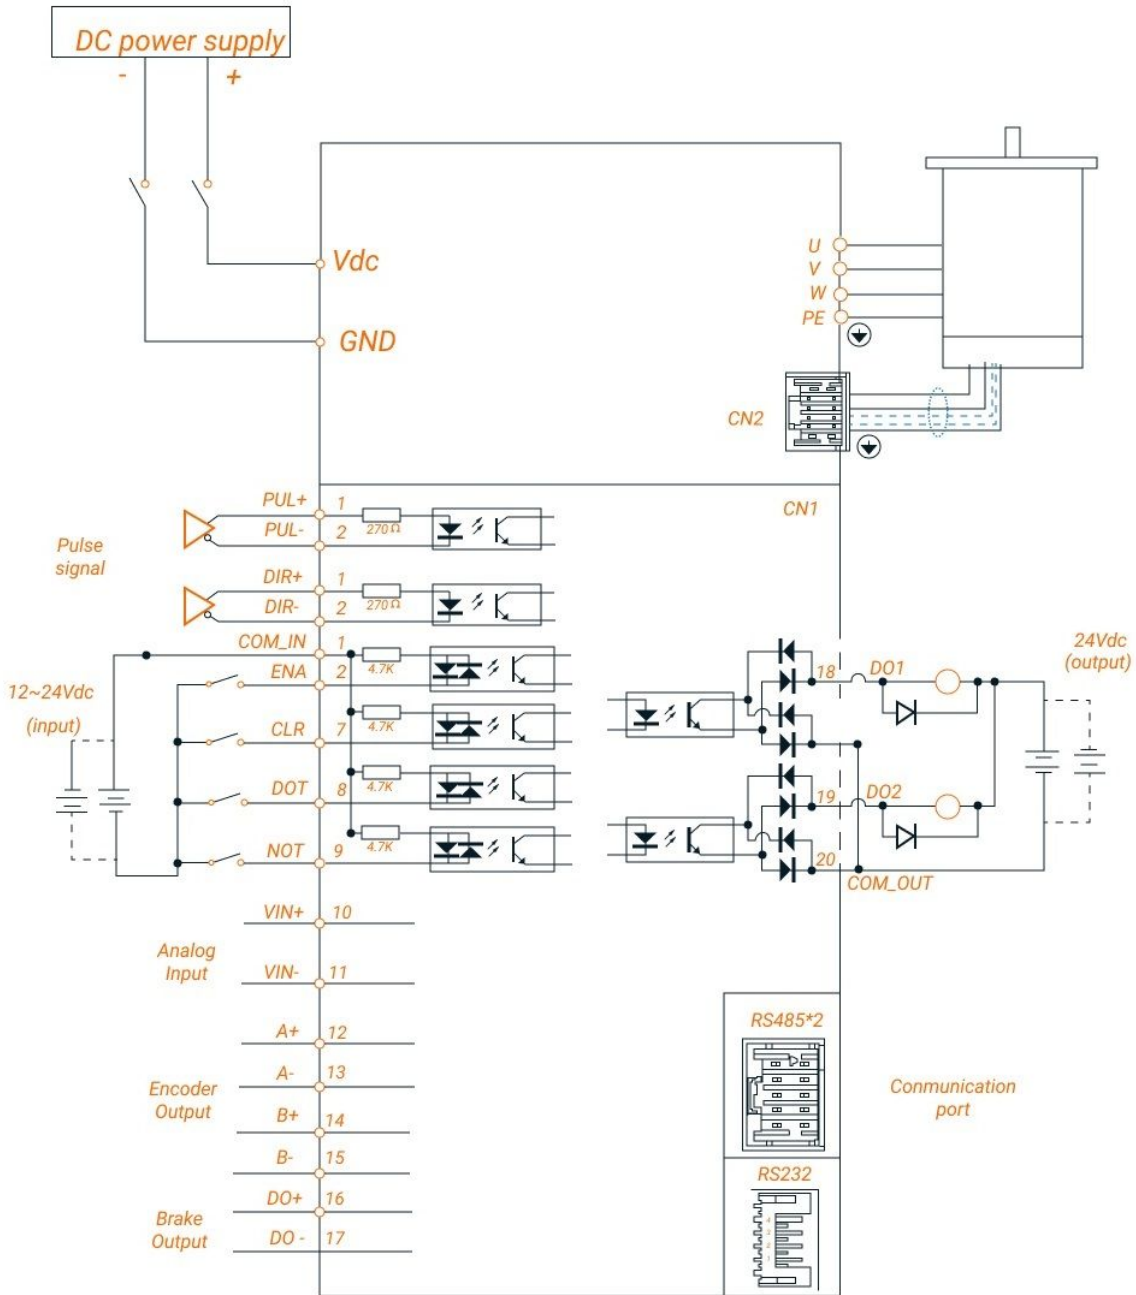 DC power supply
- +
Vdc
GND
U
V
W
PE
CN2
CN1
Pulse
signal
PUL+ 1
270Ω
PUL- 2
DIR+ 1
270Ω
DIR- 2
COM_IN 1
4.7K
ENA 2
12~24Vdc
(input)
4.7K
CLR 7
4.7K
DOT 8
4.7K
NOT 9
18 DO1
24Vdc
(output)
19 DO2
20
COM_OUT
VIN+ 10
Analog
Input
VIN- 11
A+ 12
A- 13
Encoder
Output
B+ 14
B- 15
DO+ 16
Brake
Output
DO - 17
RS485*2
Conmunication
port
RS232